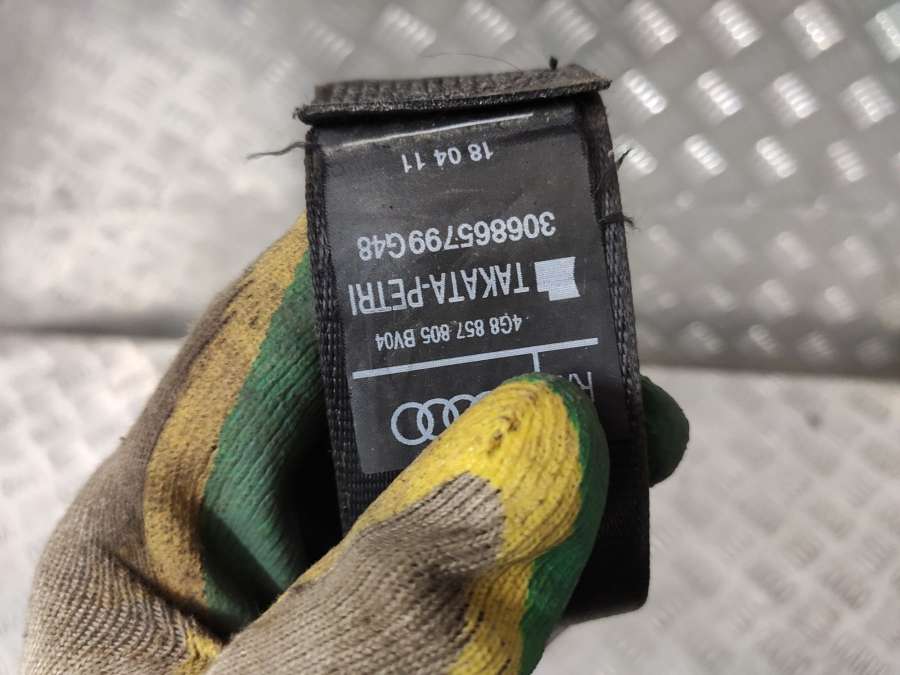 4G8 857 805 BV04
TAKATA-PETRI
306865799G48
18 04 11